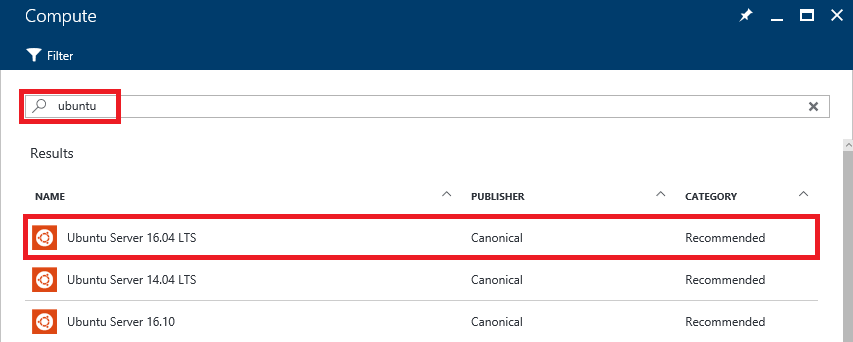 Compute
Filter
ubuntu
Results
NAME PUBLISHER CATEGORY
Ubuntu Server 16.04 LTS Canonical Recommended
Ubuntu Server 14.04 LTS Canonical Recommended
Ubuntu Server 16.10 Canonical Recommended